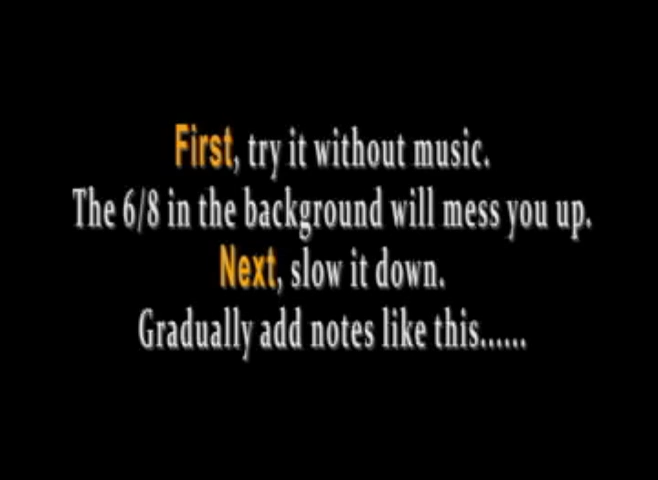 First, try it without music.
The 6/8 in the background will mess you up.
Next, slow it down.
Gradually add notes like this......